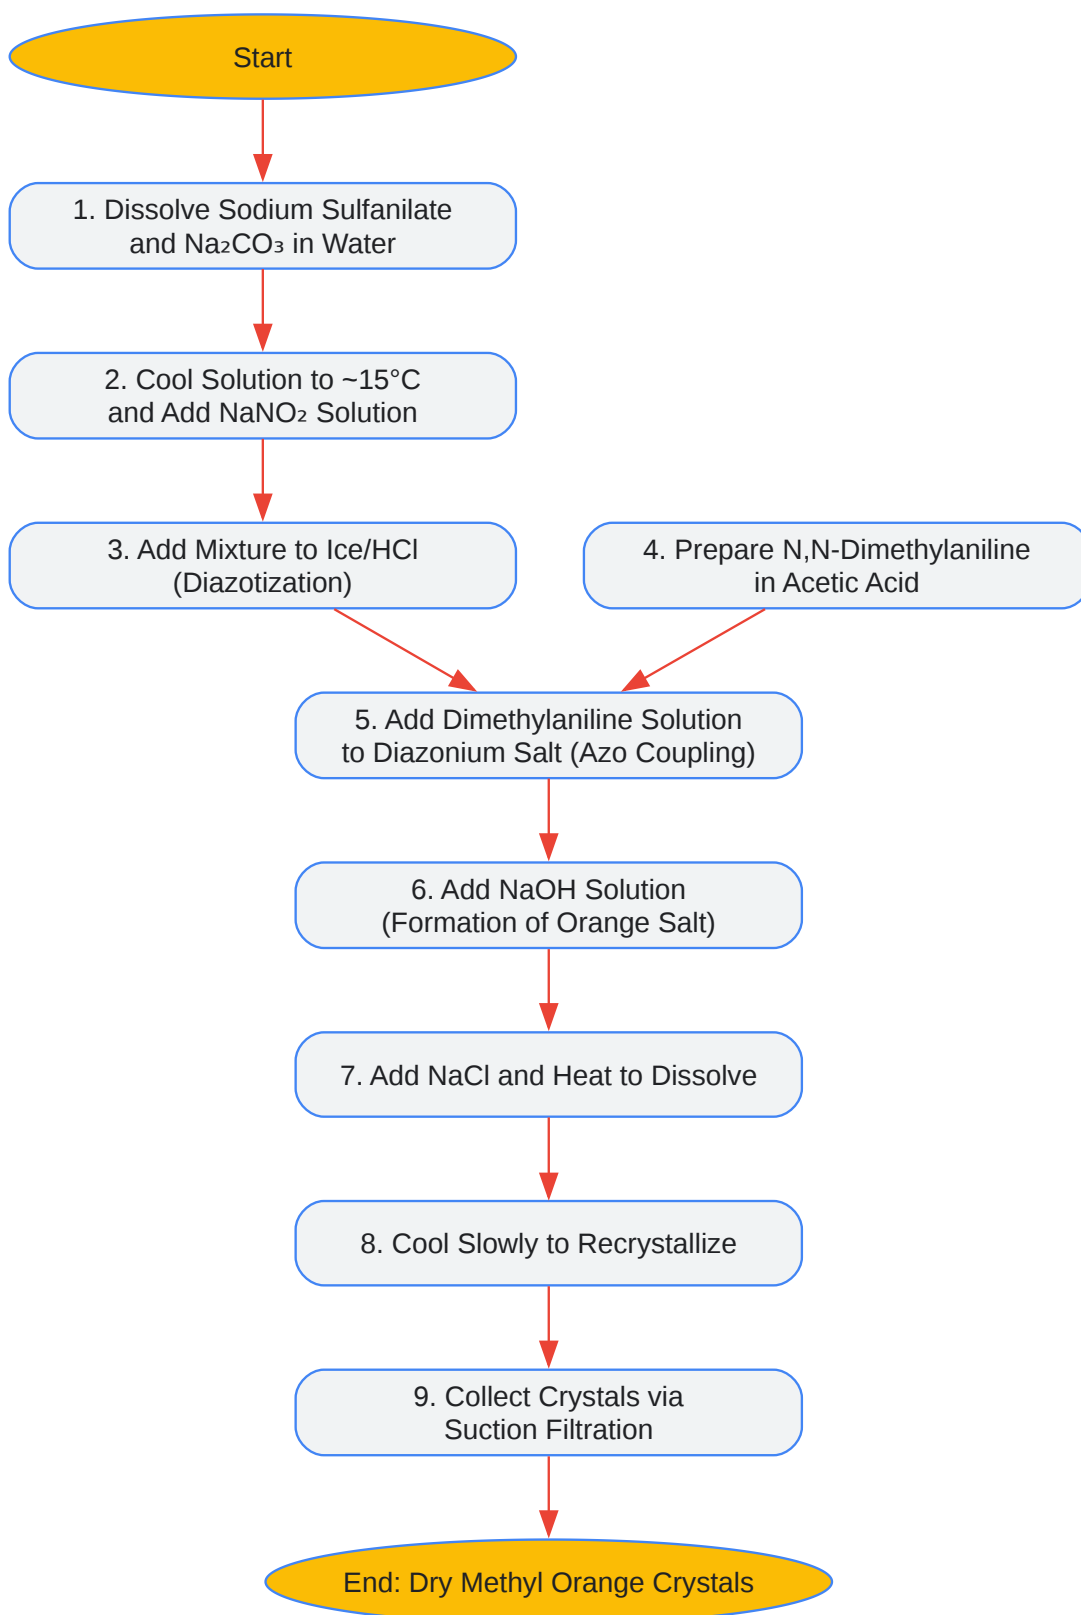 Start
1. Dissolve Sodium Sulfanilate
and Na₂CO₃ in Water
2. Cool Solution to ~15°C
and Add NaNO₂ Solution
3. Add Mixture to Ice/HCl
(Diazotization)
4. Prepare N,N-Dimethylaniline
in Acetic Acid
5. Add Dimethylaniline Solution
to Diazonium Salt (Azo Coupling)
6. Add NaOH Solution
(Formation of Orange Salt)
7. Add NaCl and Heat to Dissolve
8. Cool Slowly to Recrystallize
9. Collect Crystals via
Suction Filtration
End: Dry Methyl Orange Crystals